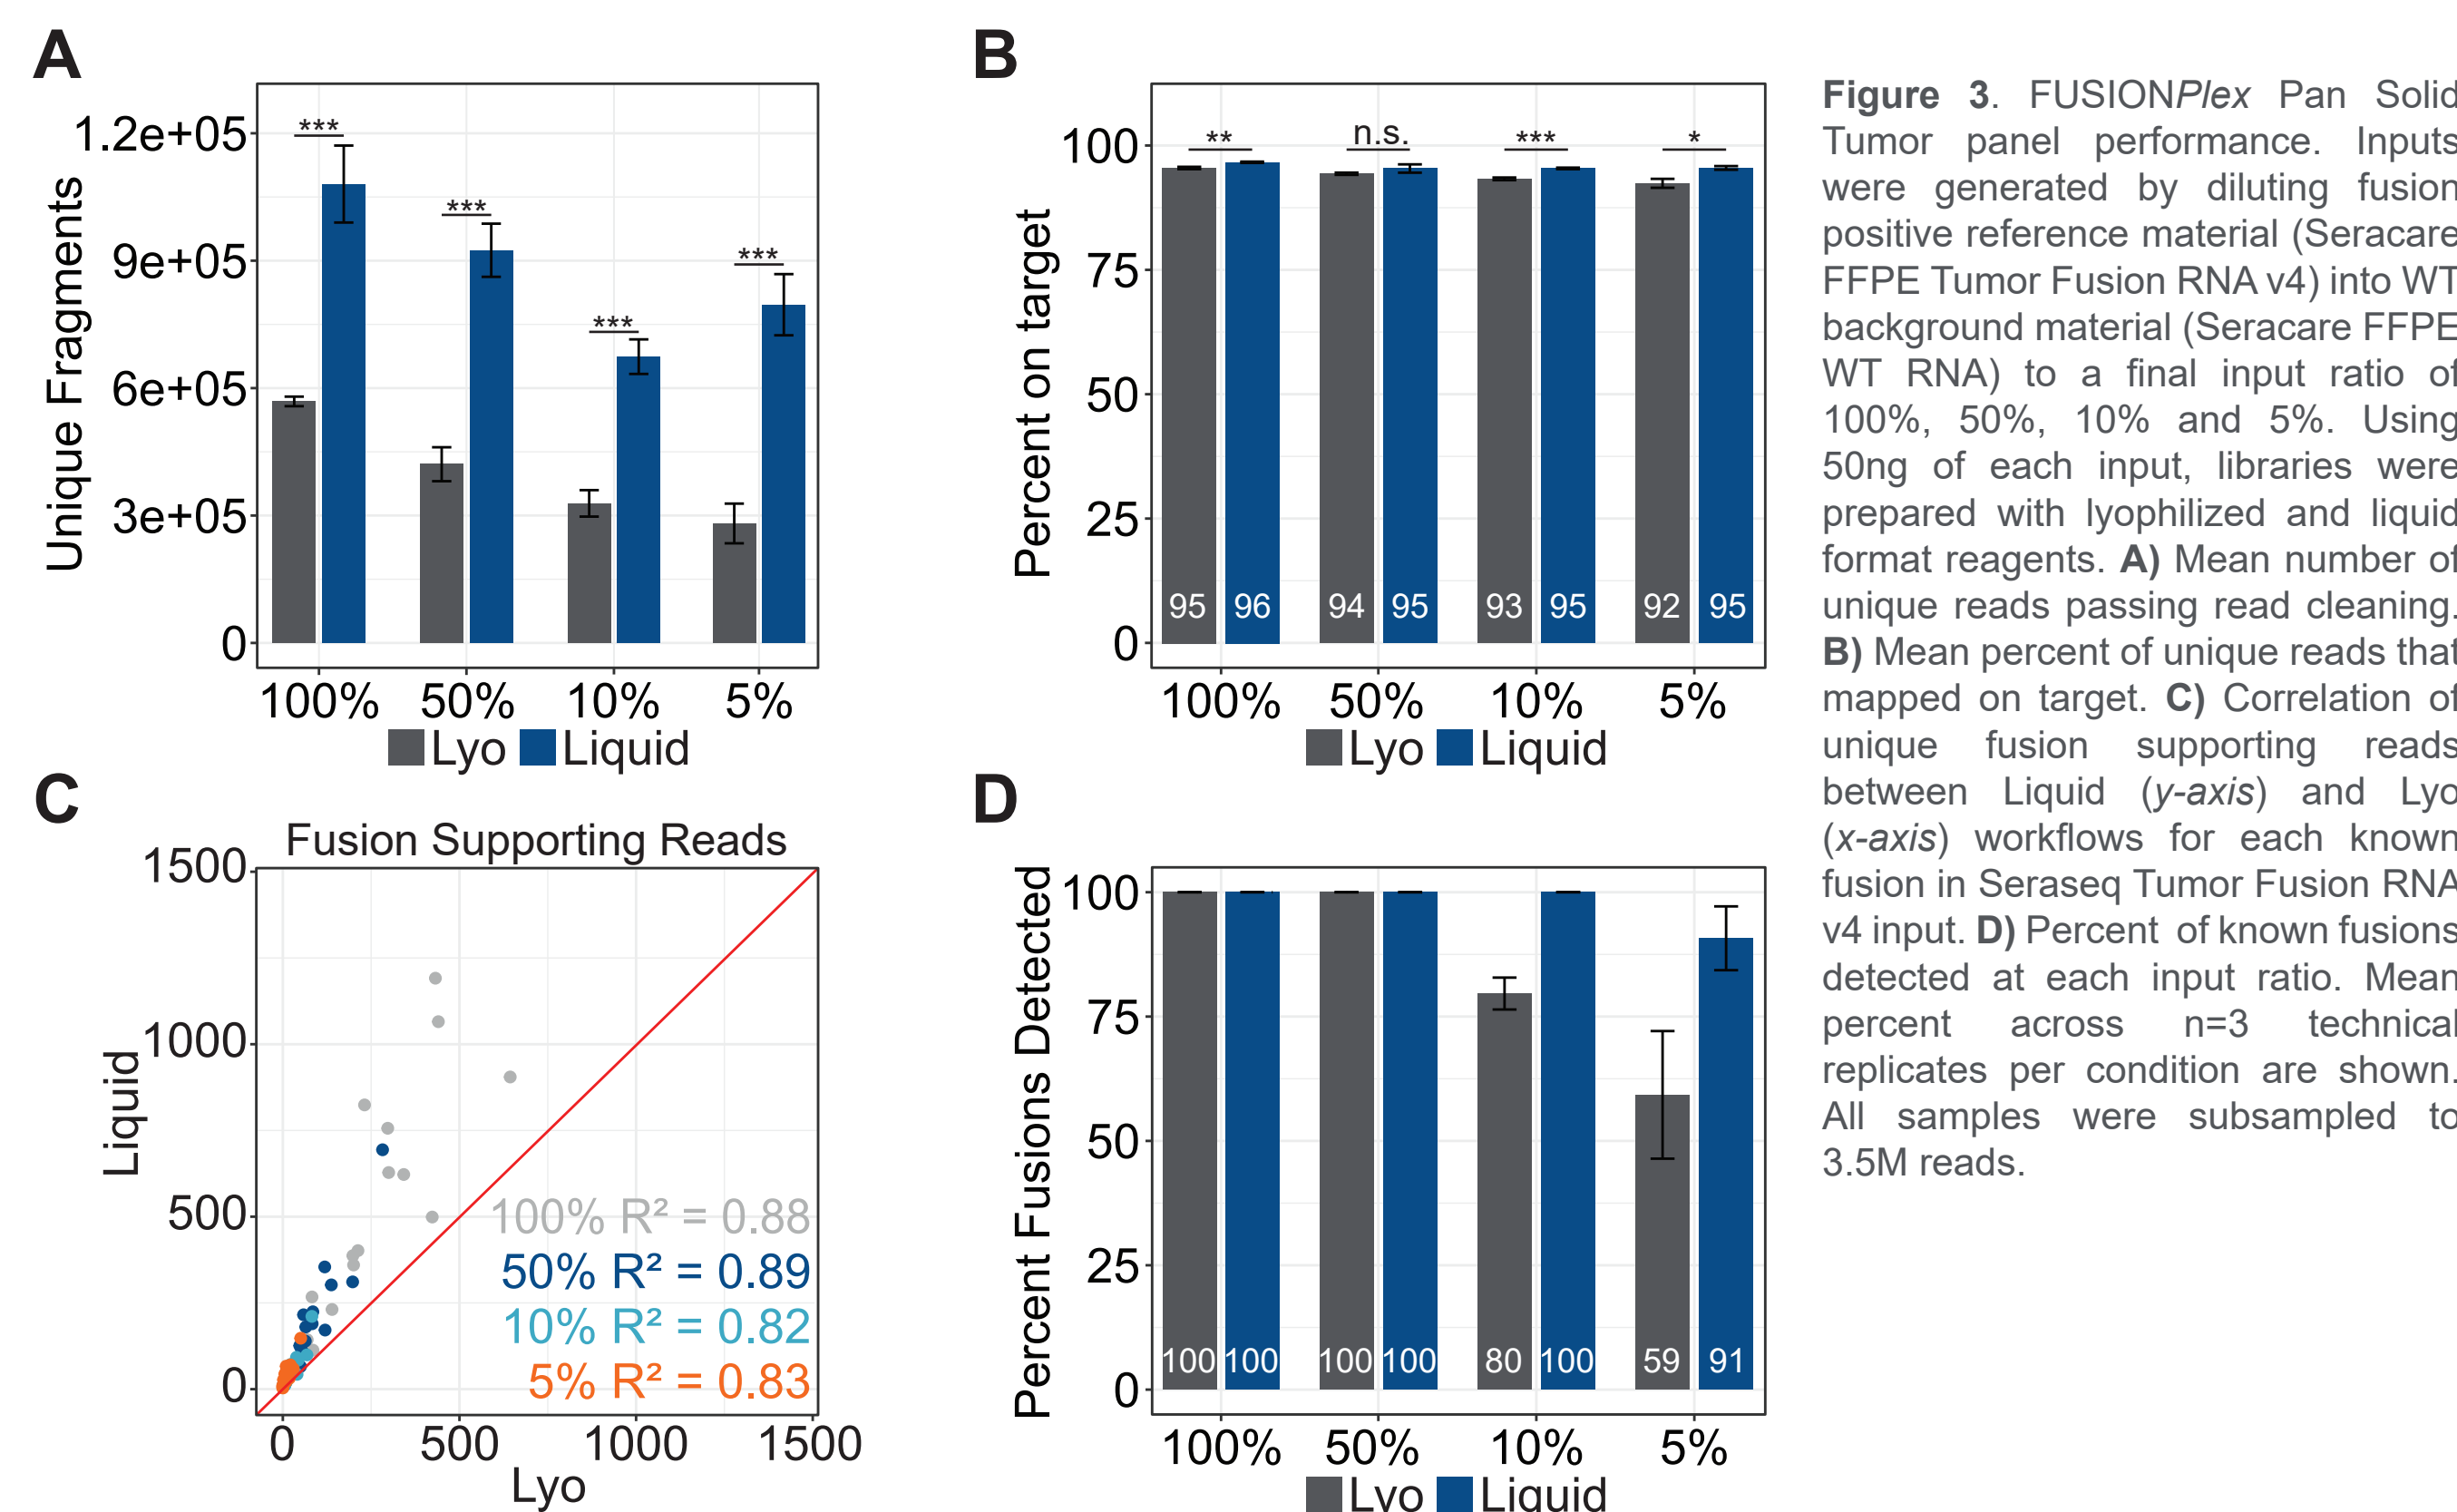 A
Unique Fragments
1.2e+05
9e+05
6e+05
3e+05
0
***
***
***
***
100% 50% 10% 5%
Lyo Liquid
B
Percent on target
100
75
50
25
0
**
n.s.
***
*
95 96 94 95 93 95 92 95
100% 50% 10% 5%
Lyo Liquid
C
Fusion Supporting Reads
Liquid
1500
1000
500
0
100% R² = 0.88
50% R² = 0.89
10% R² = 0.82
5% R² = 0.83
0 500 1000 1500
Lyo
D
Percent Fusions Detected
100
75
50
25
0
100 100 100 100 80 100 59 91
100% 50% 10% 5%
Lyo Liquid
Figure 3. FUSIONPlex Pan Solid
Tumor panel performance. Inputs
were generated by diluting fusion
positive reference material (Seracare
FFPE Tumor Fusion RNA v4) into WT
background material (Seracare FFPE
WT RNA) to a final input ratio of
100%, 50%, 10% and 5%. Using
50ng of each input, libraries were
prepared with lyophilized and liquid
format reagents. A) Mean number of
unique reads passing read cleaning.
B) Mean percent of unique reads that
mapped on target. C) Correlation of
unique fusion supporting reads
between Liquid (y-axis) and Lyo
(x-axis) workflows for each known
fusion in Seraseq Tumor Fusion RNA
v4 input. D) Percent of known fusions
detected at each input ratio. Mean
percent across n=3 technical
replicates per condition are shown.
All samples were subsampled to
3.5M reads.